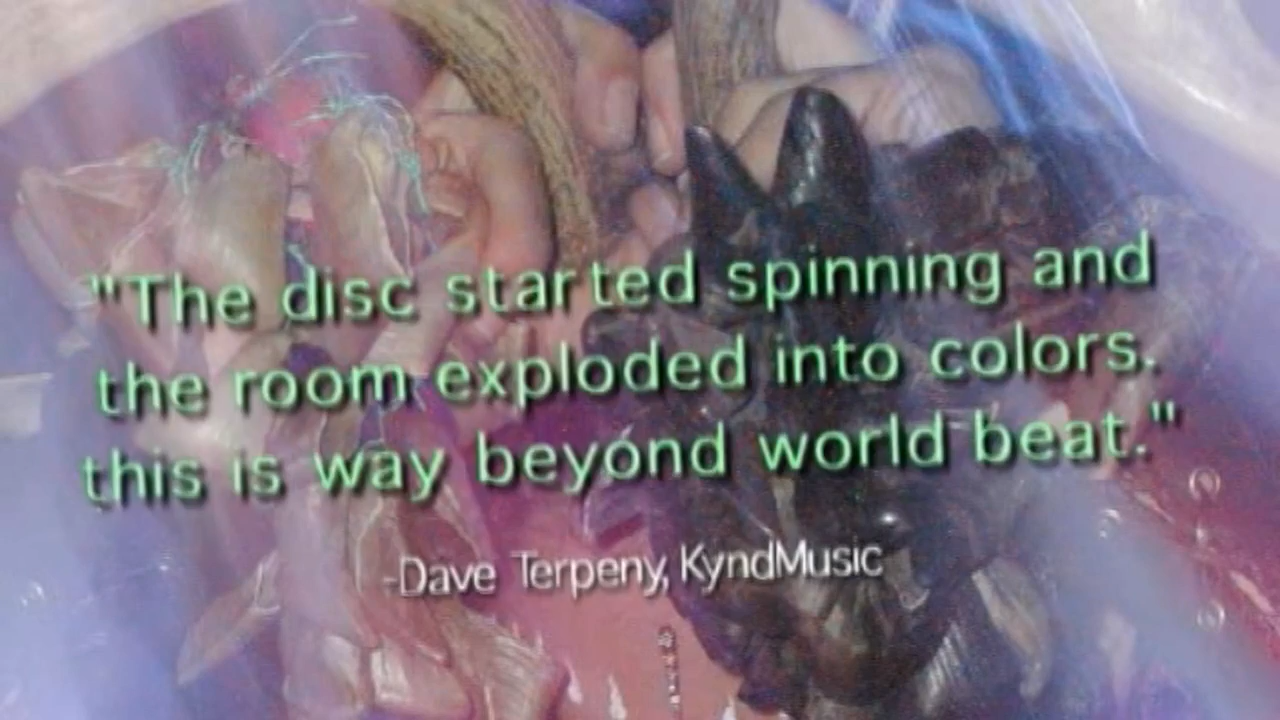 "The disc started spinning and
the room exploded into colors.
this is way beyond world beat."
-Dave Terpeny, KyndMusic